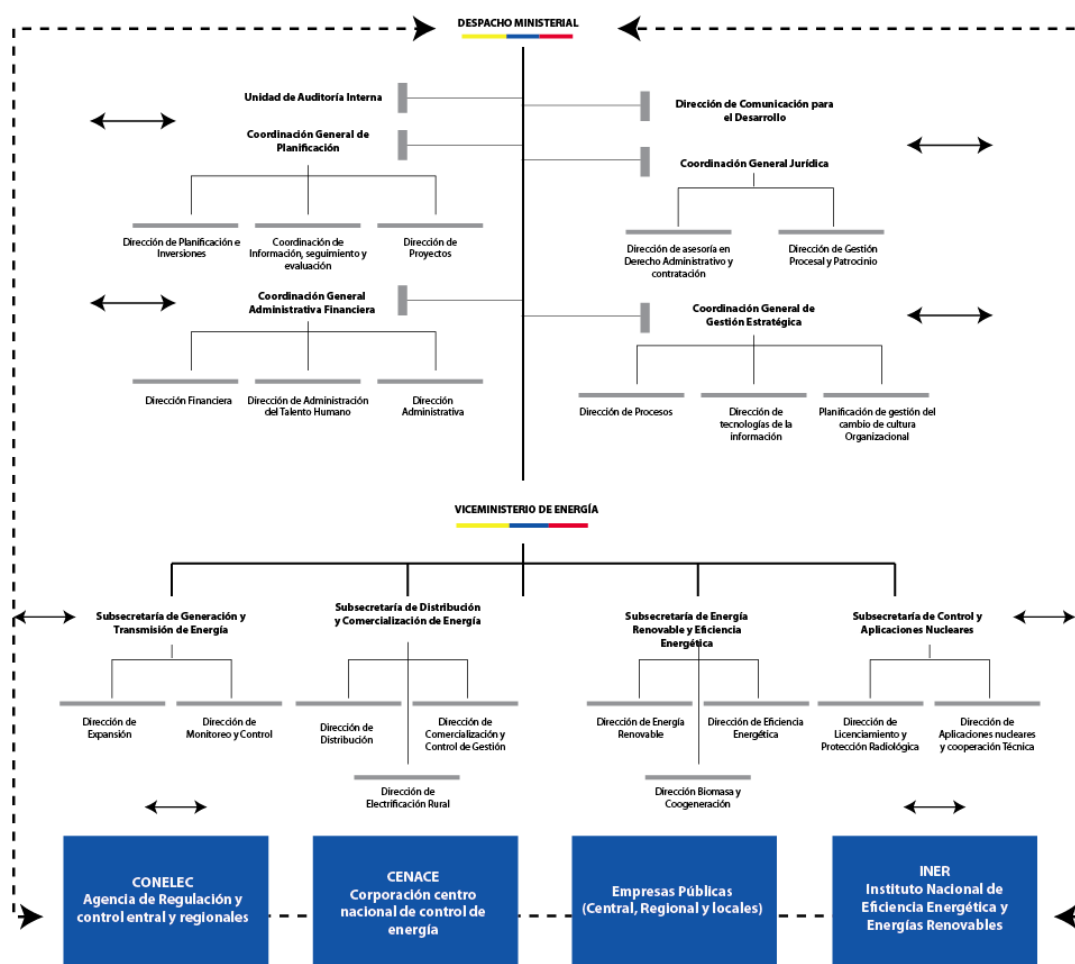 DESPACHO MINISTERIAL
Unidad de Auditoría Interna
Dirección de Comunicación para
el Desarrollo
Coordinación General de
Planificación
Coordinación General Jurídica
Dirección de Planificación e
Inversiones
Coordinación de
Información, seguimiento y
evaluación
Dirección de
Proyectos
Dirección de asesoría en
Derecho Administrativo y
contratación
Dirección de Gestión
Procesal y Patrocinio
Coordinación General
Administrativa Financiera
Coordinación General de
Gestión Estratégica
Dirección Financiera
Dirección de Administración
del Talento Humano
Dirección
Administrativa
Dirección de Procesos
Dirección de
tecnologías de la
información
Planificación de gestión del
cambio de cultura
Organizacional
VICEMINISTERIO DE ENERGÍA
Subsecretaría de Generación y
Transmisión de Energía
Subsecretaría de Distribución
y Comercialización de Energía
Subsecretaría de Energía
Renovable y Eficiencia
Energética
Subsecretaría de Control y
Aplicaciones Nucleares
Dirección de
Expansión
Dirección de
Monitoreo y Control
Dirección de
Distribución
Dirección de
Comercialización y
Control de Gestión
Dirección de
Electrificación Rural
Dirección de Energía
Renovable
Dirección de Eficiencia
Energética
Dirección Biomasa y
Coogeneración
Dirección de
Licenciamiento y
Protección Radiológica
Dirección de
Aplicaciones nucleares
y cooperación Técnica
CONELEC
Agencia de Regulación y
control entral y regionales
CENACE
Corporación centro
nacional de control de
energía
Empresas Públicas
(Central, Regional y locales)
INER
Instituto Nacional de
Eficiencia Energética y
Energías Renovables